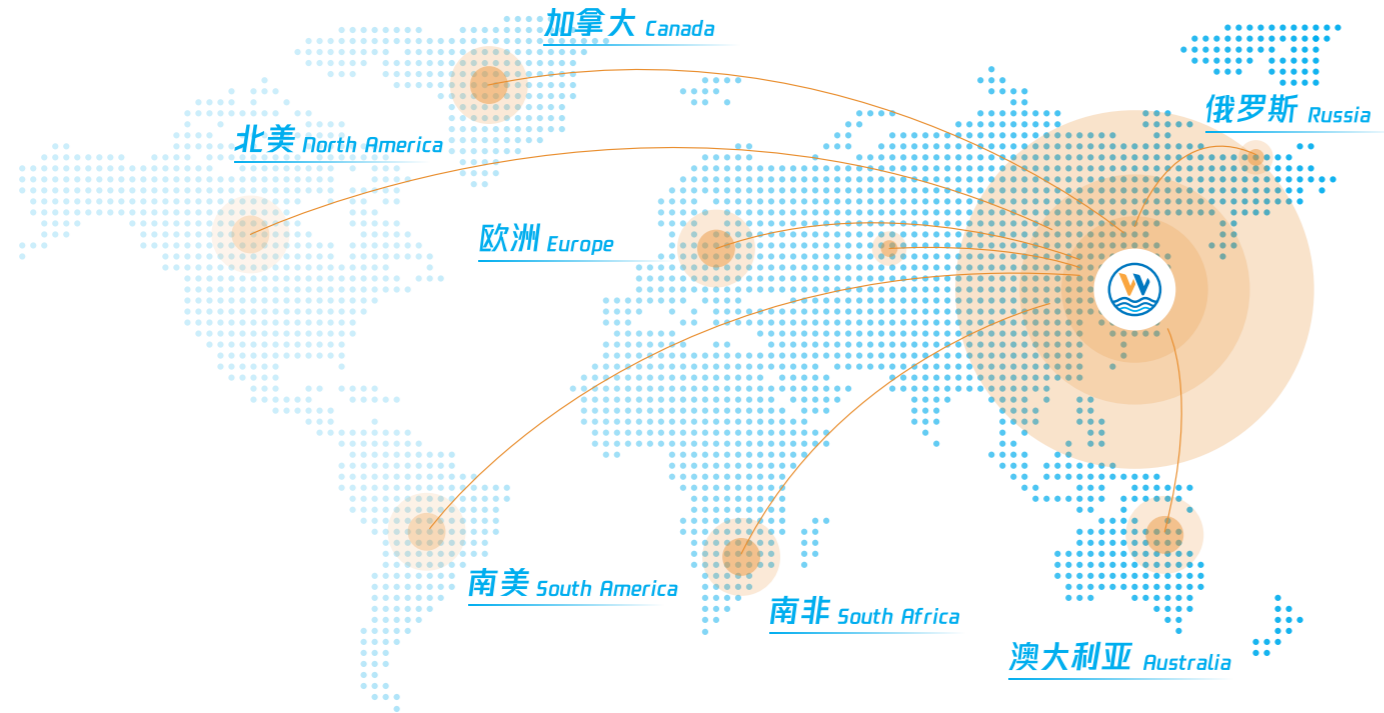 加拿大 Canada
俄罗斯 Russia
北美 North America
欧洲 Europe
南美 South America
南非 South Africa
澳大利亚 Australia